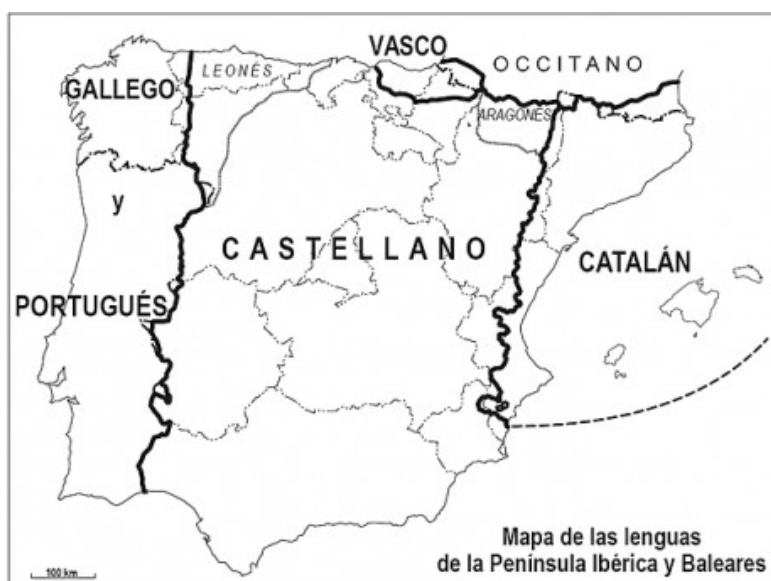 VASCO
OCCITANO
LEONÉS
GALLEGO
ARAGONÉS
y
CASTELLANO
CATALÁN
PORTUGUÉS
Mapa de las lenguas
de la Península Ibérica y Baleares
100 km